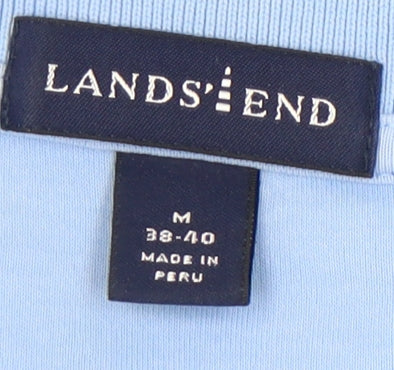 LANDS' END
M
38-40
MADE IN
PERU